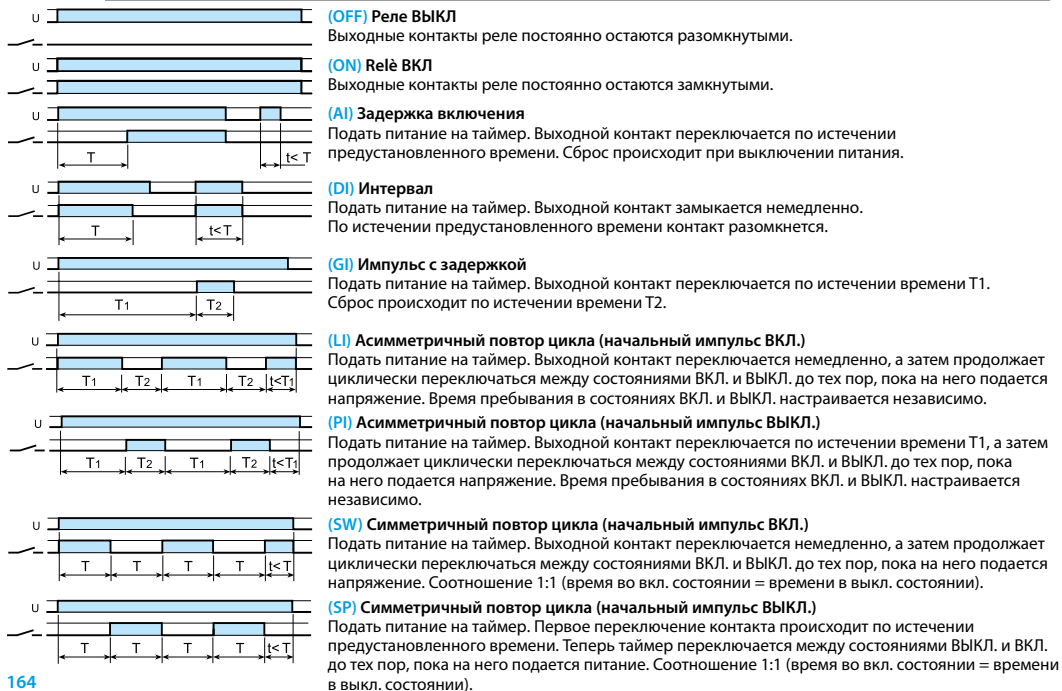 U
(OFF) Реле ВЫКЛ
Выходные контакты реле постоянно остаются разомкнутыми.
U
(ON) Relè ВКЛ
Выходные контакты реле постоянно остаются замкнутыми.
U
T
t< T
(AI) Задержка включения
Подать питание на таймер. Выходной контакт переключается по истечении
предустановленного времени. Сброс происходит при выключении питания.
U
T
t< T
(DI) Интервал
Подать питание на таймер. Выходной контакт замыкается немедленно.
По истечении предустановленного времени контакт разомкнется.
U
T1
T2
(GI) Импульс с задержкой
Подать питание на таймер. Выходной контакт переключается по истечении времени T1.
Сброс происходит по истечении времени T2.
U
T1 T2 T1 T2 t<T1
(LI) Асимметричный повтор цикла (начальный импульс ВКЛ.)
Подать питание на таймер. Выходной контакт переключается немедленно, а затем продолжает
циклически переключаться между состояниями ВКЛ. и ВЫКЛ. до тех пор, пока на него подается
напряжение. Время пребывания в состояниях ВКЛ. и ВЫКЛ. настраивается независимо.
U
T1 T2 T1 T2 t<T1
(PI) Асимметричный повтор цикла (начальный импульс ВЫКЛ.)
Подать питание на таймер. Выходной контакт переключается по истечении времени T1, а затем
продолжает циклически переключаться между состояниями ВКЛ. и ВЫКЛ. до тех пор, пока
на него подается напряжение. Время пребывания в состояниях ВКЛ. и ВЫКЛ. настраивается
независимо.
U
T T T T t< T
(SW) Симметричный повтор цикла (начальный импульс ВКЛ.)
Подать питание на таймер. Выходной контакт переключается немедленно, а затем продолжает
циклически переключаться между состояниями ВКЛ. и ВЫКЛ. до тех пор, пока на него подается
напряжение. Соотношение 1:1 (время во вкл. состоянии = времени в выкл. состоянии).
U
T T T T t< T
(SP) Симметричный повтор цикла (начальный импульс ВЫКЛ.)
Подать питание на таймер. Первое переключение контакта происходит по истечении
предустановленного времени. Теперь таймер переключается между состояниями ВЫКЛ. и ВКЛ.
до тех пор, пока на него подается питание. Соотношение 1:1 (время во вкл. состоянии = времени
в выкл. состоянии).
164